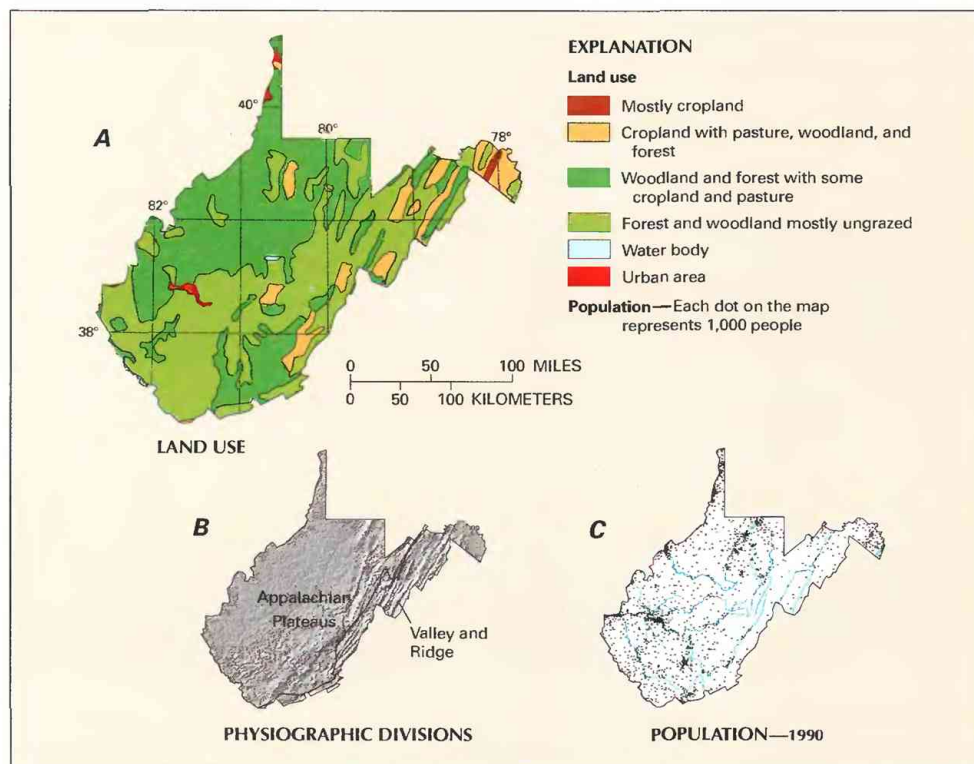 EXPLANATION
Land use
Mostly cropland
Cropland with pasture, woodland, and
forest
Woodland and forest with some
cropland and pasture
Forest and woodland mostly ungrazed
Water body
Urban area
Population—Each dot on the map
represents 1,000 people
A
40°
80°
78°
82°
38°
0 50 100 MILES
0 50 100 KILOMETERS
LAND USE
B
Appalachian
Plateaus
Valley and
Ridge
PHYSIOGRAPHIC DIVISIONS
C
POPULATION—1990